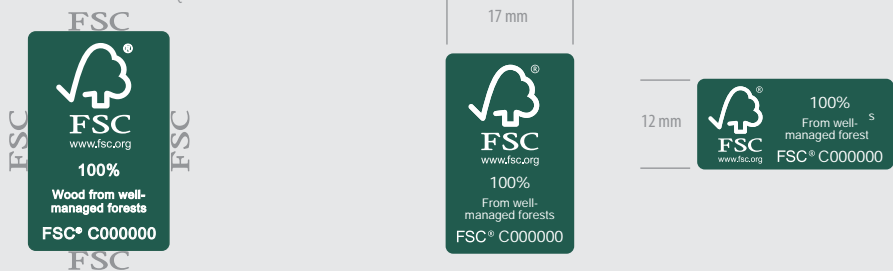 FSC
®
FSC
www.fsc.org
100%
Wood from well-
managed forests
FSC® C000000
FSC
FSC
FSC
17 mm
®
FSC
www.fsc.org
100%
From well-
managed forests
FSC® C000000
12 mm
®
FSC
www.fsc.org
100%
From well- s
managed forest
FSC® C000000